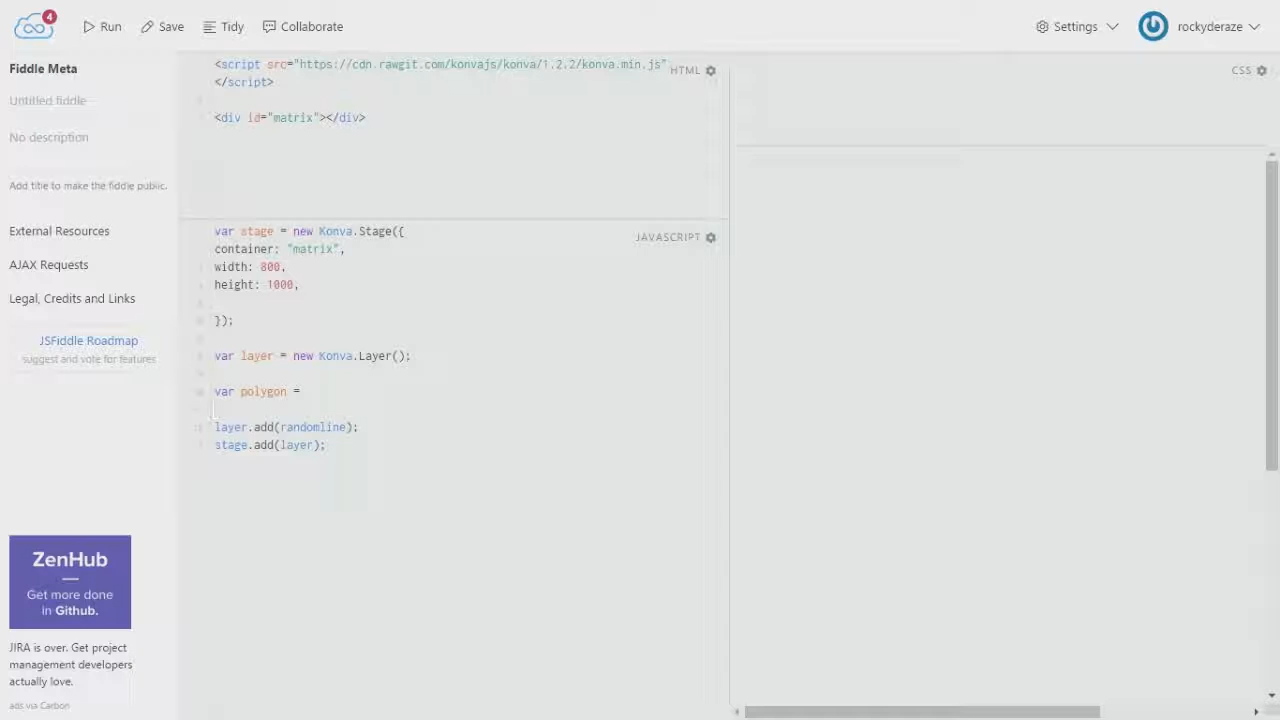 4
Run
Save
Tidy
Collaborate
Settings
rockyderaze
Fiddle Meta
Untitled fiddle
No description
Add title to make the fiddle public.
External Resources
AJAX Requests
Legal, Credits and Links
JSFiddle Roadmap
suggest and vote for features
ZenHub
Get more done
in Github.
JIRA is over. Get project
management developers
actually love.
ads via Carbon
<script src="https://cdn.rawgit.com/konvajs/konva/1.2.2/konva.min.js"
</script>
<div id="matrix"></div>
HTML
var stage = new Konva.Stage({
container: "matrix",
width: 800,
height: 1000,
});
var layer = new Konva.Layer();
var polygon =
layer.add(randomline);
stage.add(layer);
JAVASCRIPT
CSS